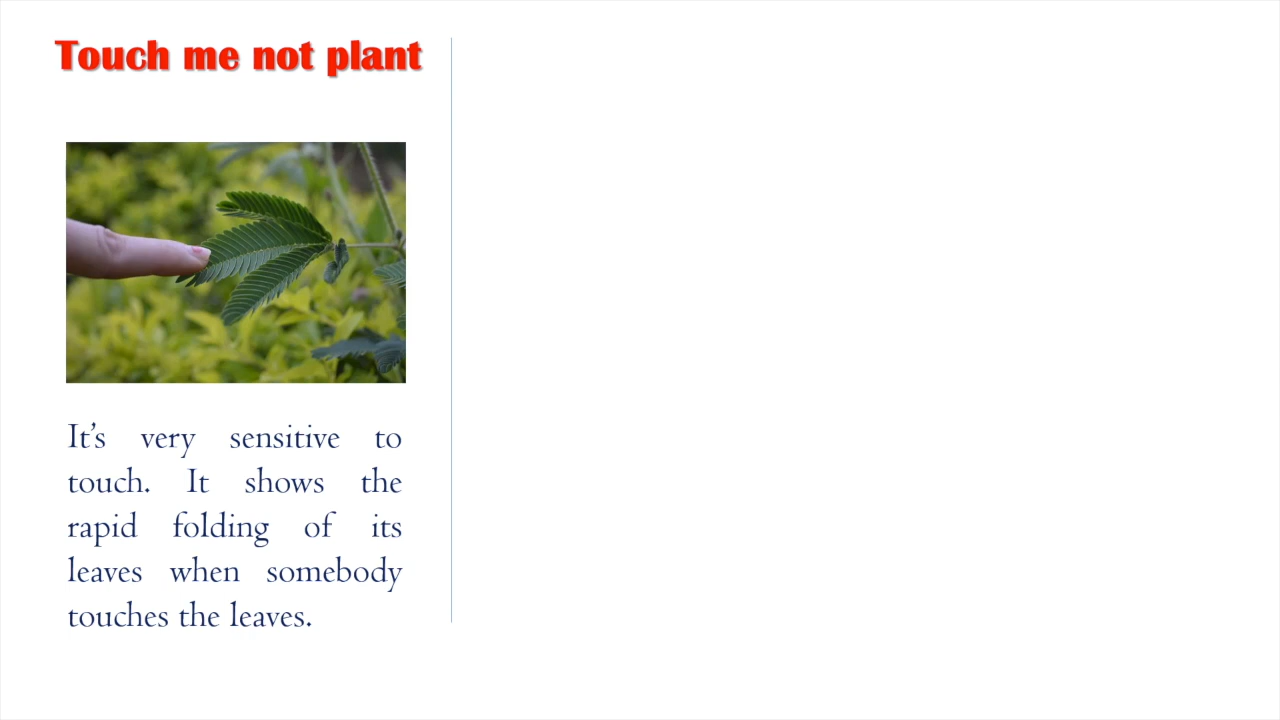 Touch me not plant
It’s very sensitive to
touch. It shows the
rapid folding of its
leaves when somebody
touches the leaves.